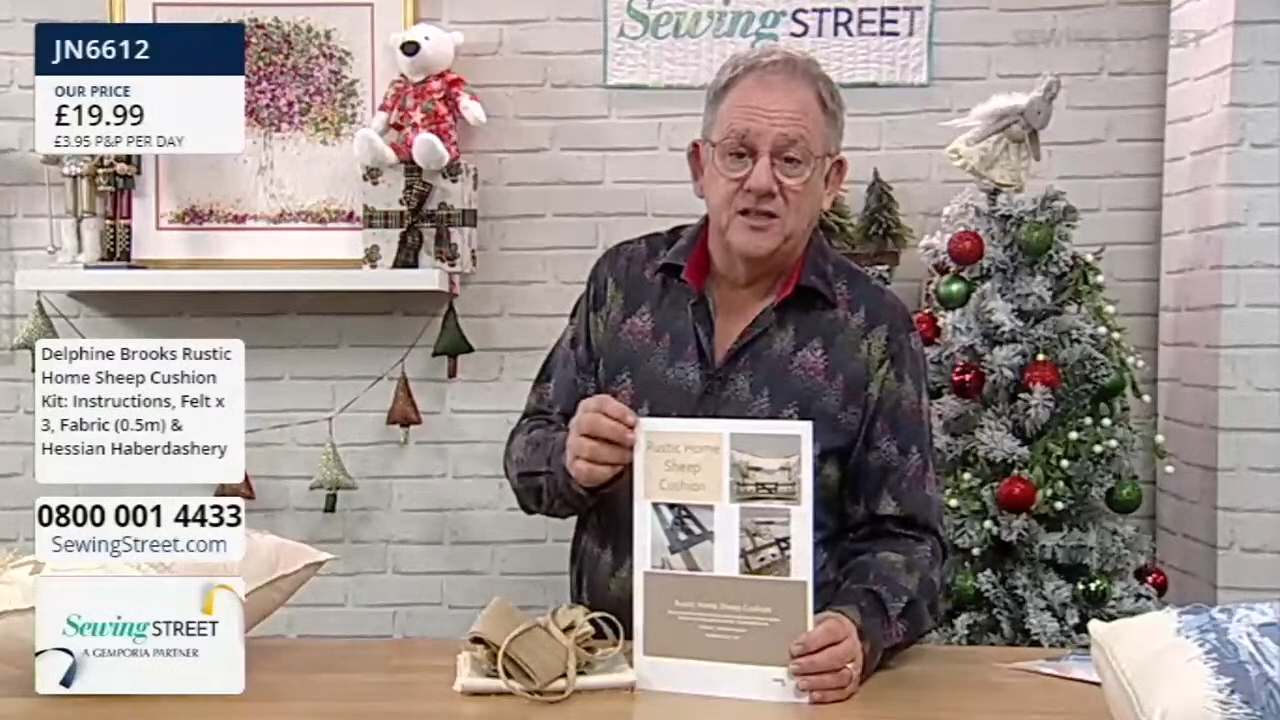 JN6612
OUR PRICE
£19.99
£3.95 P&P PER DAY
Delphine Brooks Rustic
Home Sheep Cushion
Kit: Instructions, Felt x
3, Fabric (0.5m) &
Hessian Haberdashery
0800 001 4433
SewingStreet.com
Sewing STREET
A GEMPORIA PARTNER
Sewing STREET
Rustic Home
Sheep
Cushion
Rustic Home Sheep Cushion